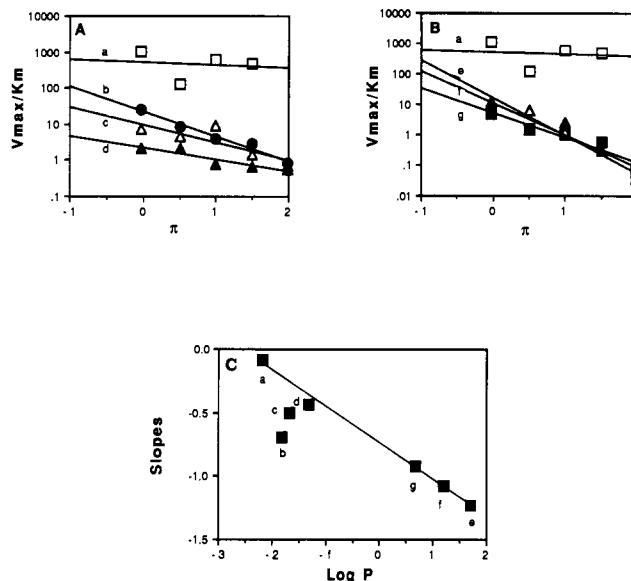 A
B
10000
1000
100
10
1
.1
Vmax/Km
a
b
c
d
-1
0
1
2
π
10000
1000
100
10
1
.1
.01
Vmax/Km
a
e
f
g
-1
0
1
π
C
0.0
-0.5
-1.0
-1.5
Slopes
a
b
c
d
g
f
e
-3
-2
-1
0
1
2
Log P